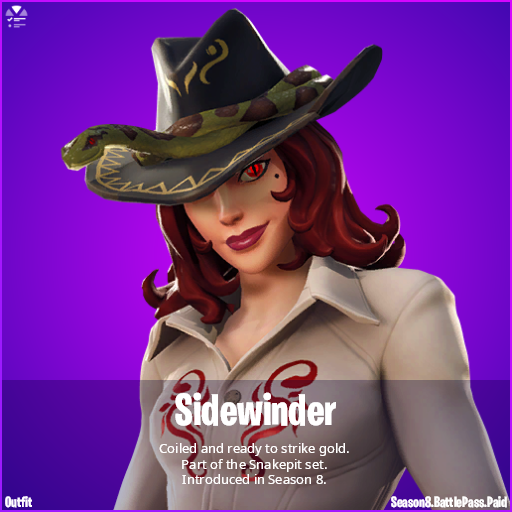 Sidewinder
Coiled and ready to strike gold.
Part of the Snakepit set.
Introduced in Season 8.
Outfit
Season8.BattlePass.Paid